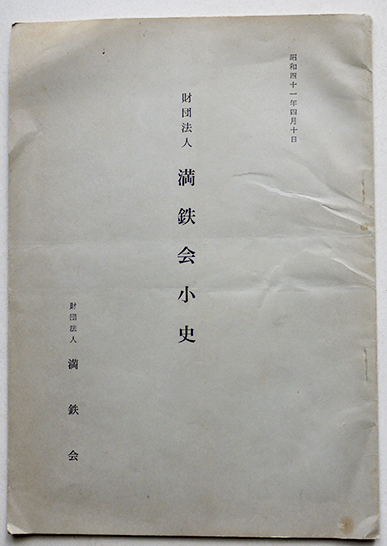 昭和四十一年四月十日
財団法人 満鉄会小史
財団法人 満鉄会